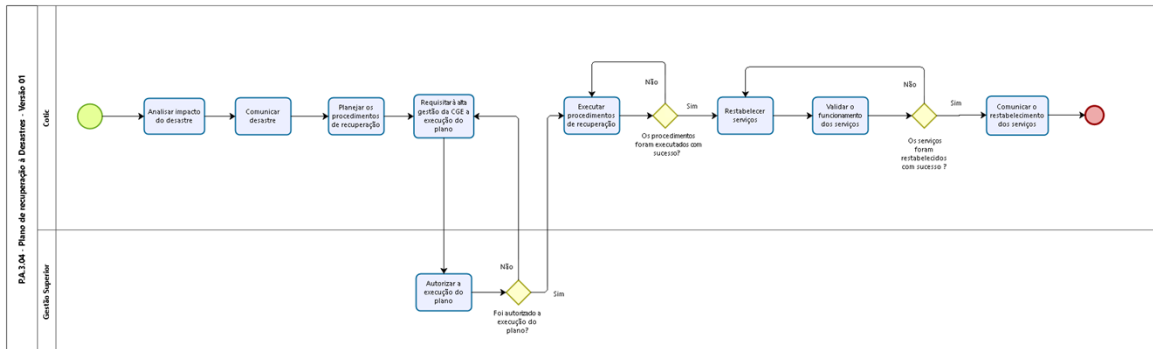 P.A.3.04 - Plano de recuperação à Desastres - Versão 01
Cotic
Analisar impacto
do desastre
Comunicar
desastre
Planejar os
procedimentos
de recuperação
Requisitar à alta
gestão da CGE a
execução do
plano
Executar
procedimentos
de recuperação
Não
Sim
Os procedimentos
foram executados com
sucesso?
Restabelecer
serviços
Validar o
funcionamento
dos serviços
Não
Sim
Os serviços
foram
restabelecidos
com sucesso ?
Comunicar o
restabelecimento
dos serviços
Gestão Superior
Autorizar a
execução do
plano
Não
Sim
Foi autorizado a
execução do
plano?